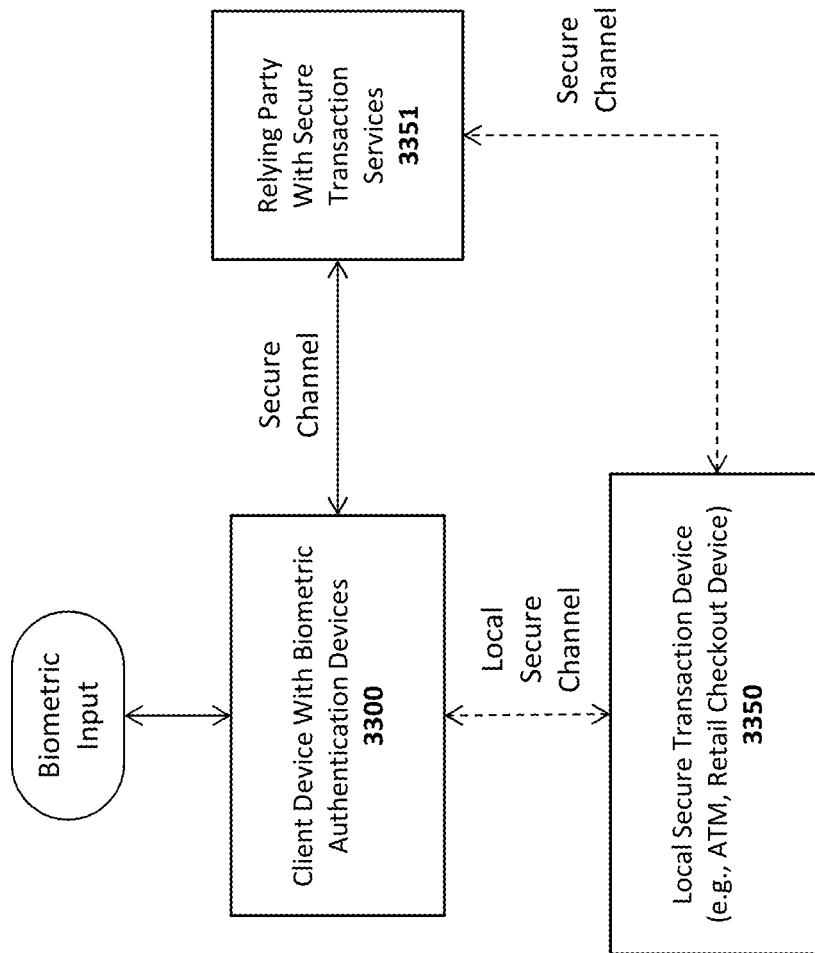 Biometric
Input
Client Device With Biometric
Authentication Devices
3300
Secure
Channel
Relying Party
With Secure
Transaction
Services
3351
Local
Secure
Channel
Secure
Channel
Local Secure Transaction Device
(e.g., ATM, Retail Checkout Device)
3350